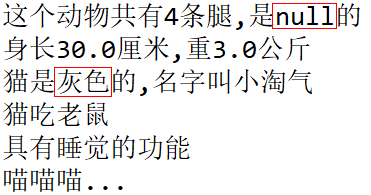 这个动物共有4条腿,是null的
身长30.0厘米,重3.0公斤
猫是灰色的,名字叫小淘气
猫吃老鼠
具有睡觉的功能
喵喵喵...